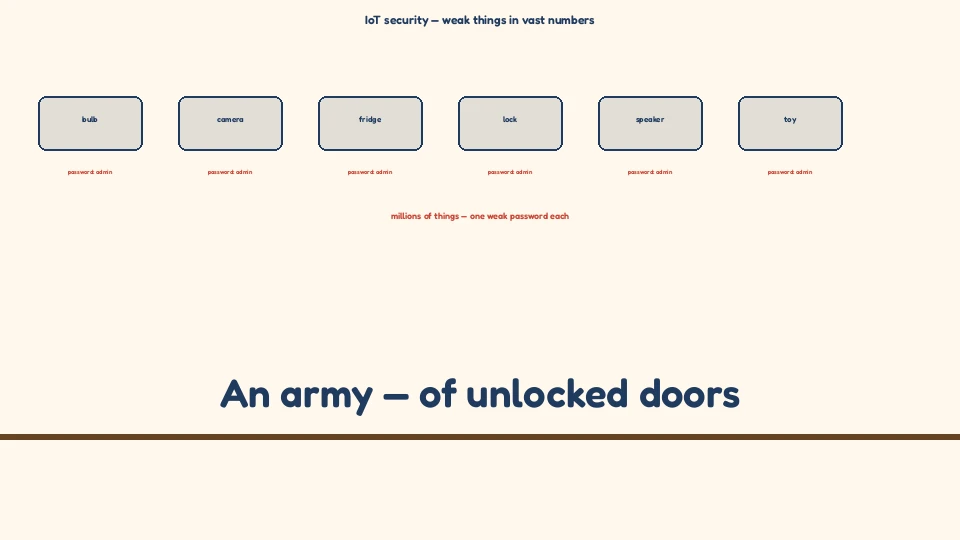 IoT security — weak things in vast numbers
bulb camera fridge lock speaker toy
password: admin password: admin password: admin password: admin password: admin password: admin
millions of things — one weak password each
An army — of unlocked doors